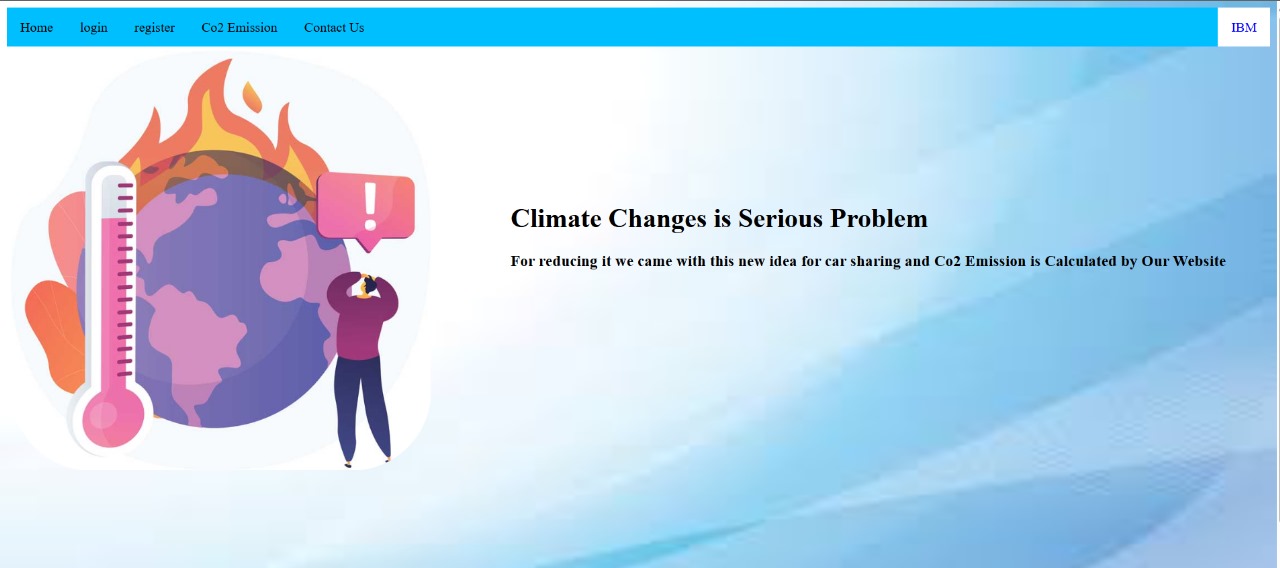 Home login register Co2 Emission Contact Us IBM
!
Climate Changes is Serious Problem
For reducing it we came with this new idea for car sharing and Co2 Emission is Calculated by Our Website